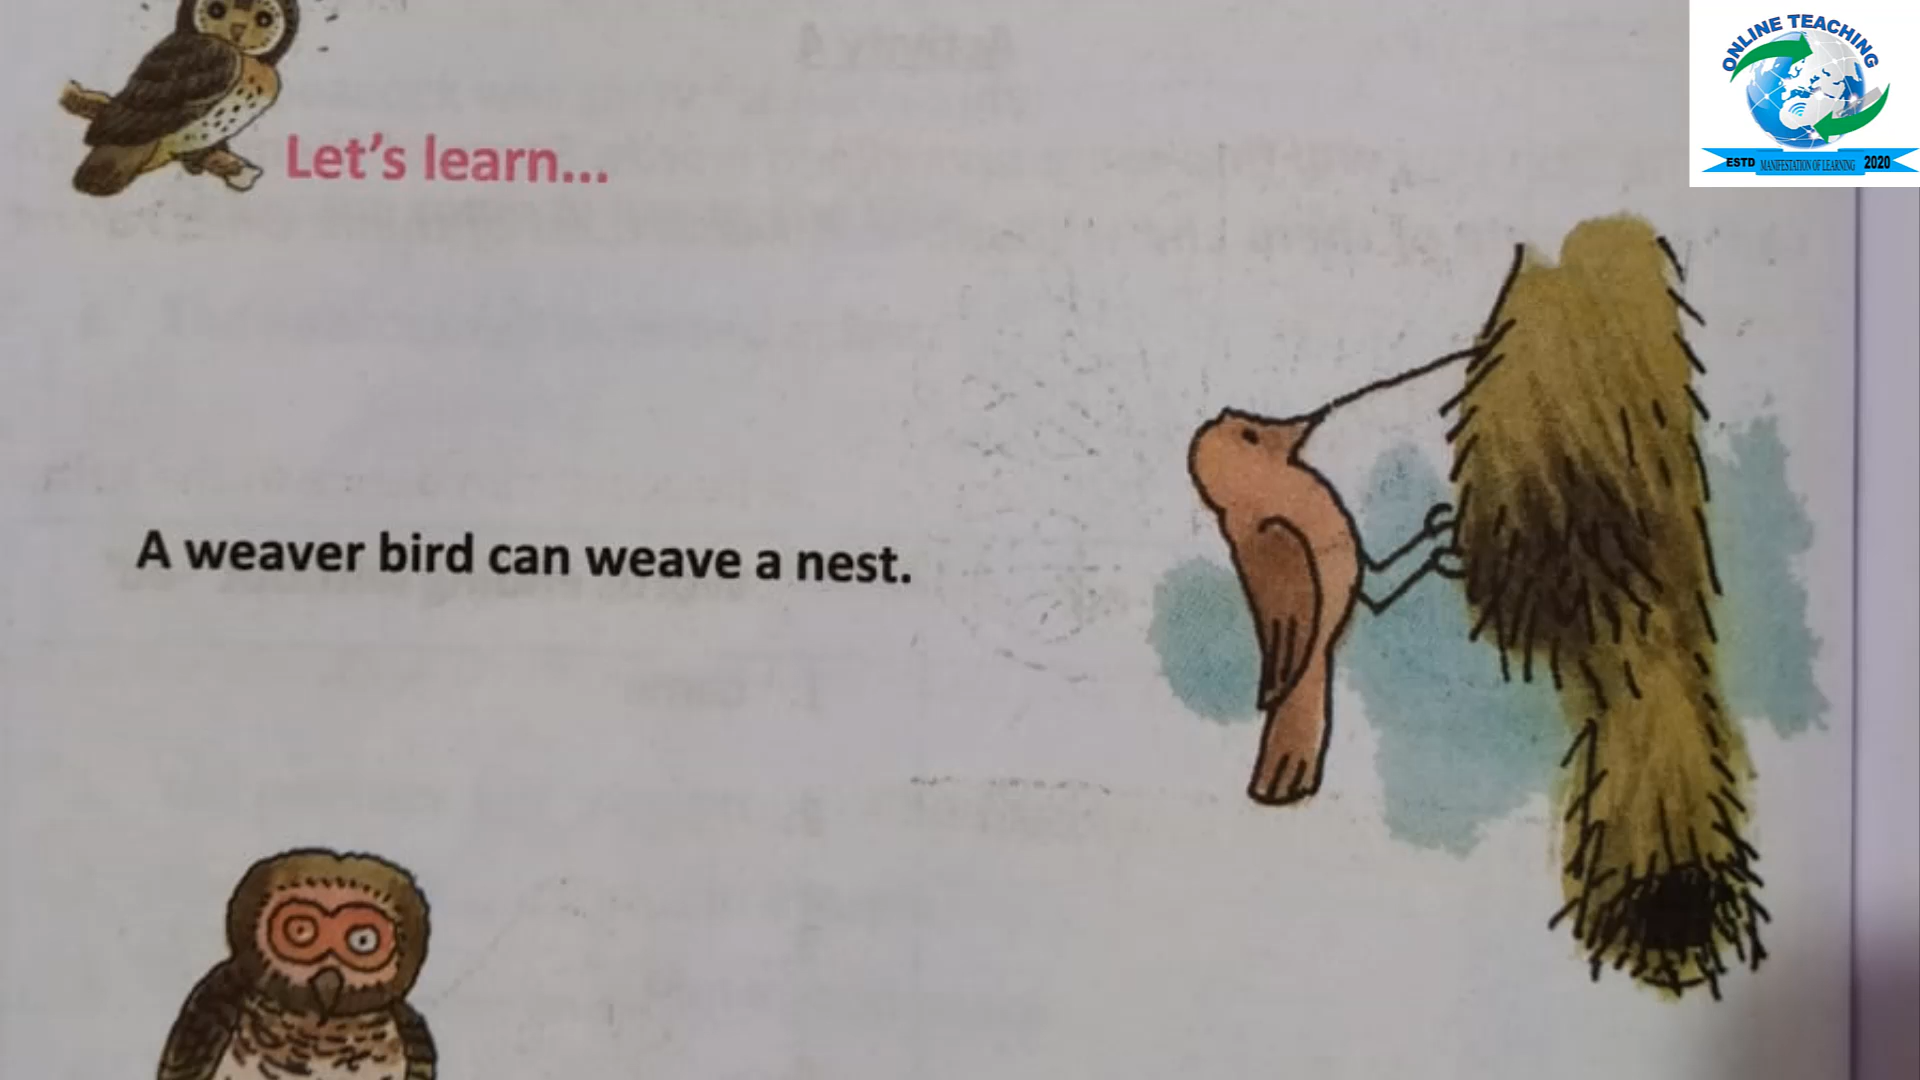 ONLINE TEACHING
ESTD MANIFESTATION OF LEARNING 2020
Let's learn...
A weaver bird can weave a nest.